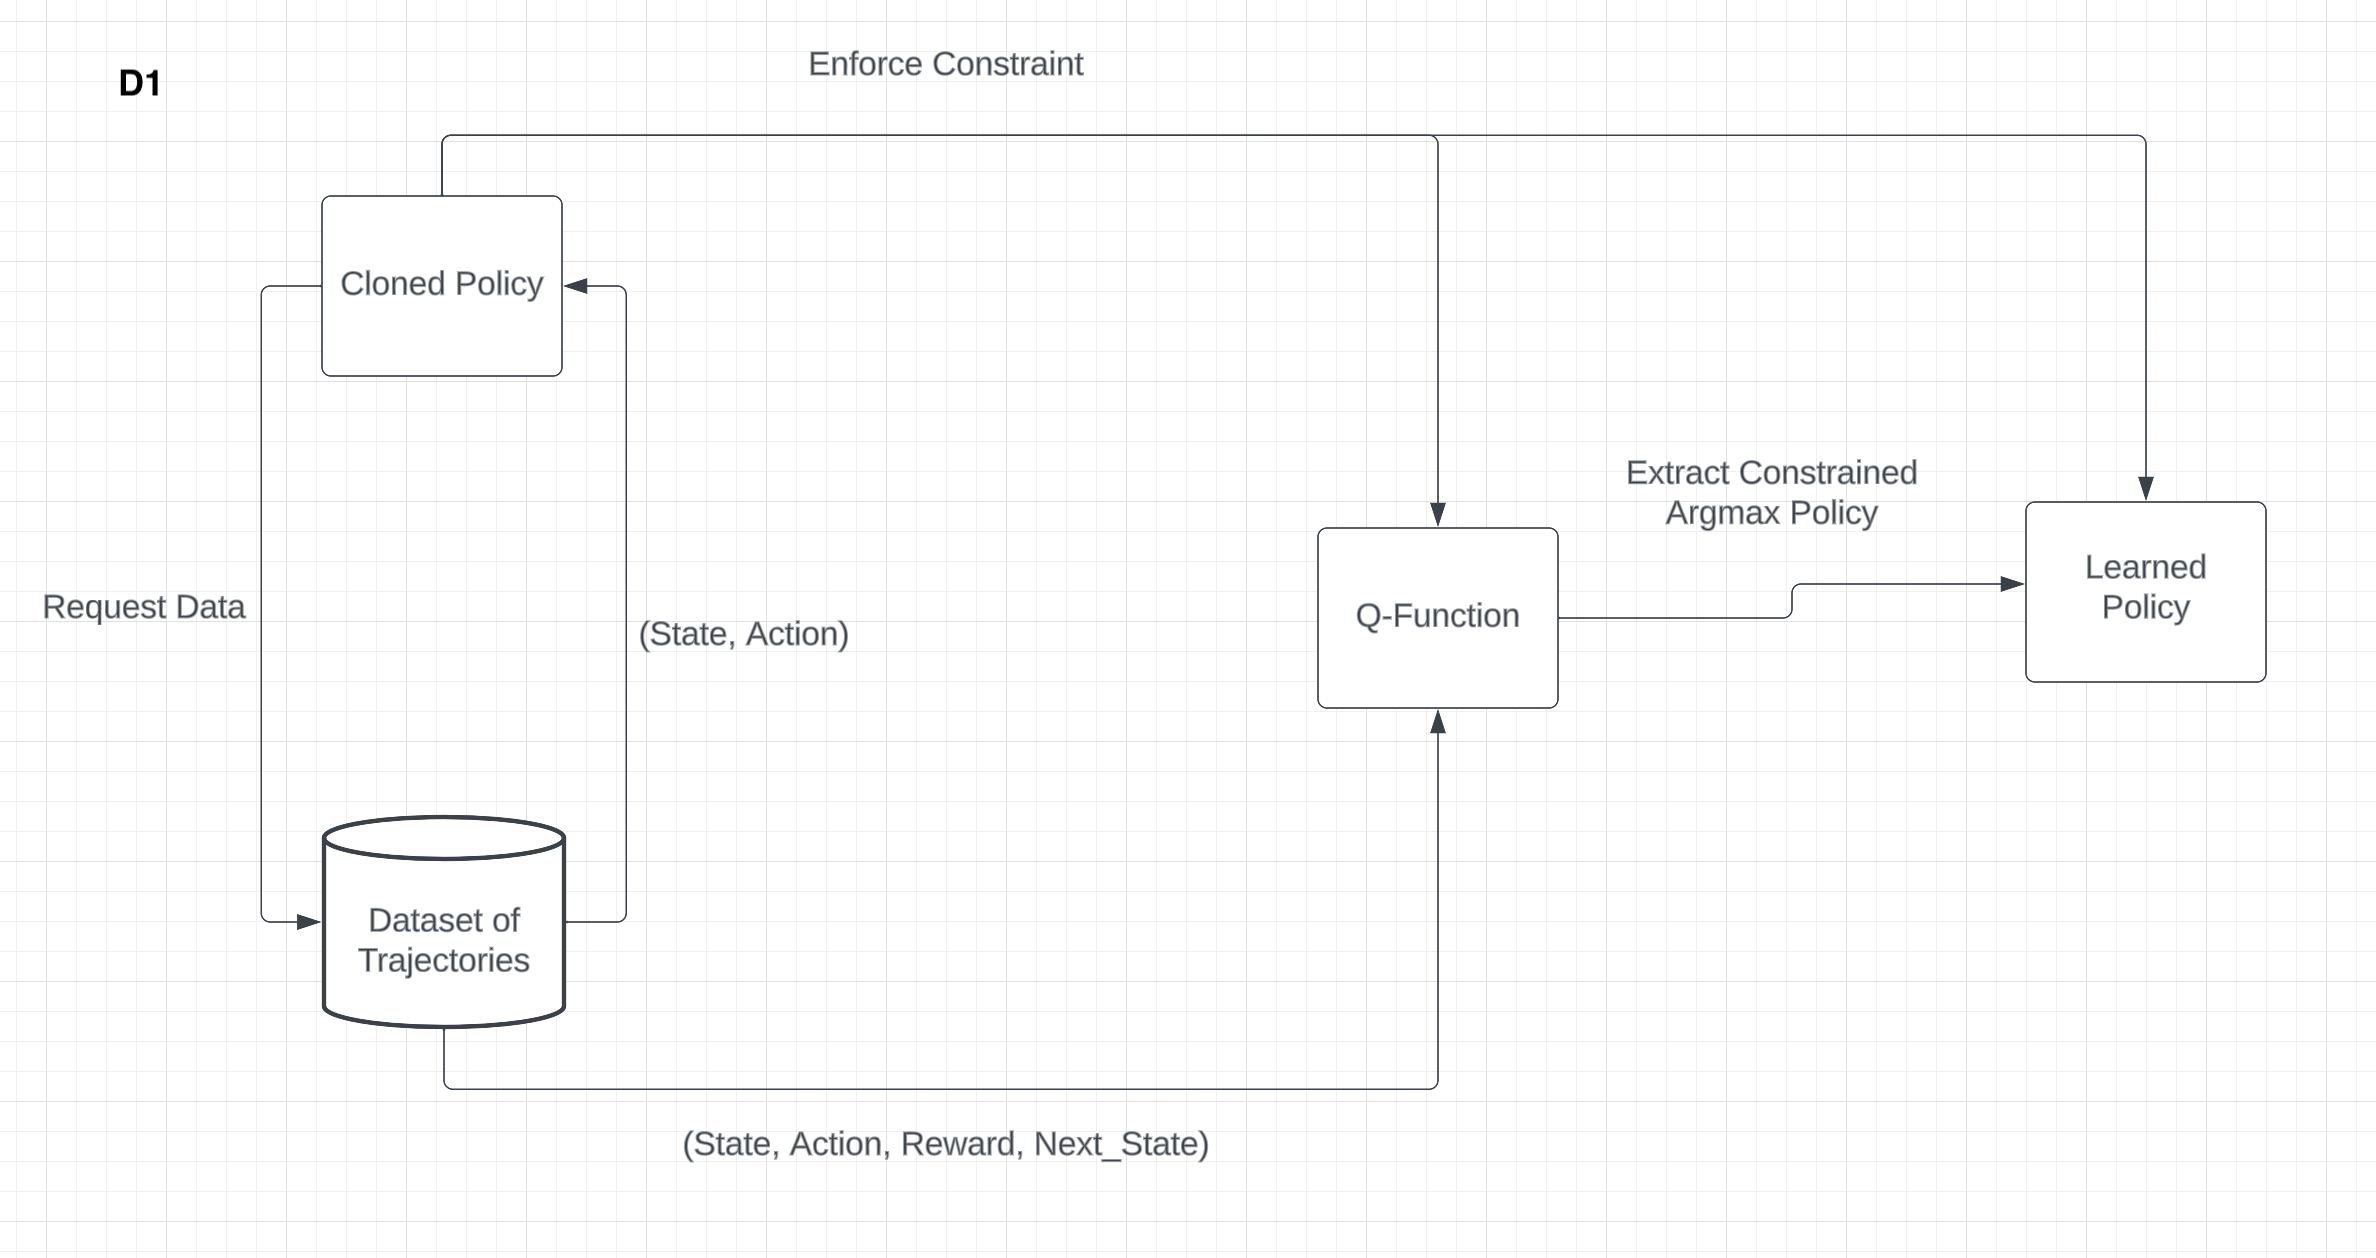 D1
Enforce Constraint
Cloned Policy
Request Data
(State, Action)
Extract Constrained
Argmax Policy
Q-Function
Learned
Policy
Dataset of
Trajectories
(State, Action, Reward, Next_State)